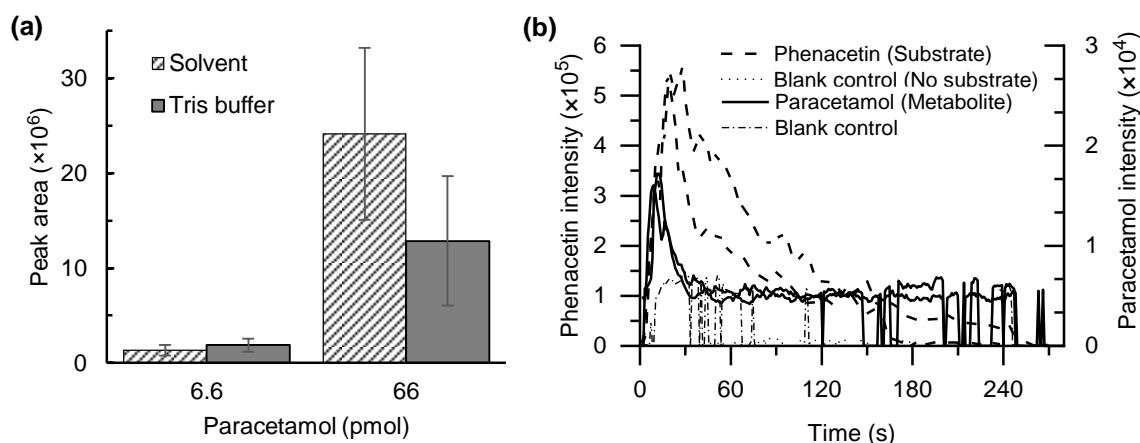 (a)
Solvent
Tris buffer
Peak area (×10⁶)
30
20
10
0
6.6
66
Paracetamol (pmol)
(b)
Phenacetin (Substrate)
Blank control (No substrate)
Paracetamol (Metabolite)
Blank control
Phenacetin intensity (×10⁵)
6
5
4
3
2
1
0
Paracetamol intensity (×10⁴)
3
2
1
0
0
60
120
180
240
Time (s)